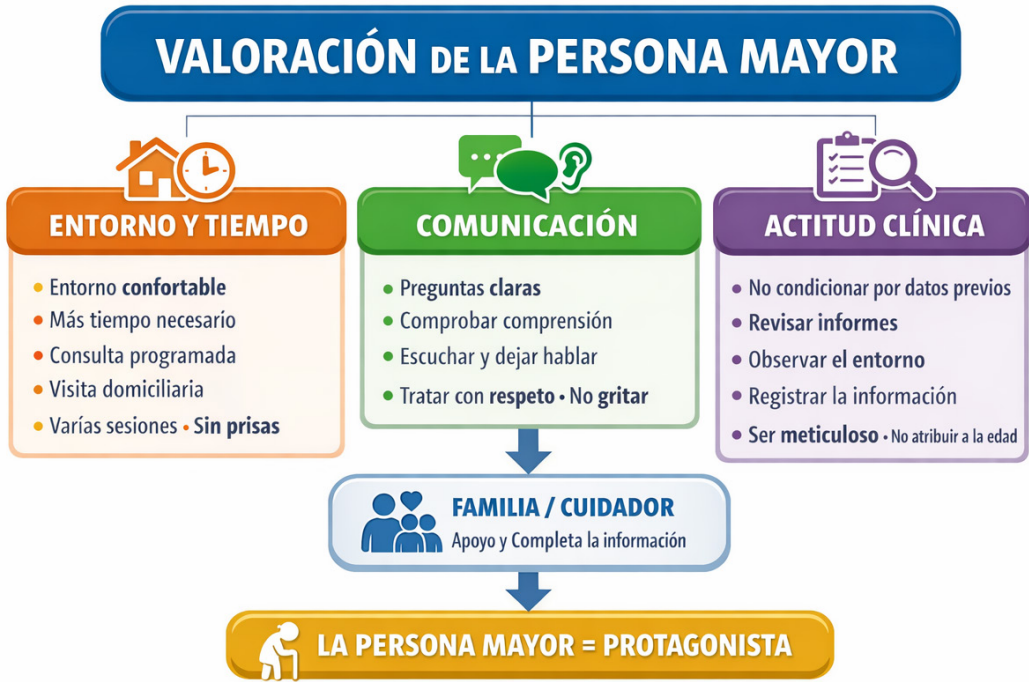 VALORACIÓN DE LA PERSONA MAYOR
ENTORNO Y TIEMPO
• Entorno confortable
• Más tiempo necesario
• Consulta programada
• Visita domiciliaria
• Varías sesiones • Sin prisas
COMUNICACIÓN
• Preguntas claras
• Comprobar comprensión
• Escuchar y dejar hablar
• Tratar con respeto • No gritar
ACTITUD CLÍNICA
• No condicionar por datos previos
• Revisar informes
• Observar el entorno
• Registrar la información
• Ser meticuloso • No atribuir a la edad
FAMILIA / CUIDADOR
Apoyo y Completa la información
LA PERSONA MAYOR = PROTAGONISTA